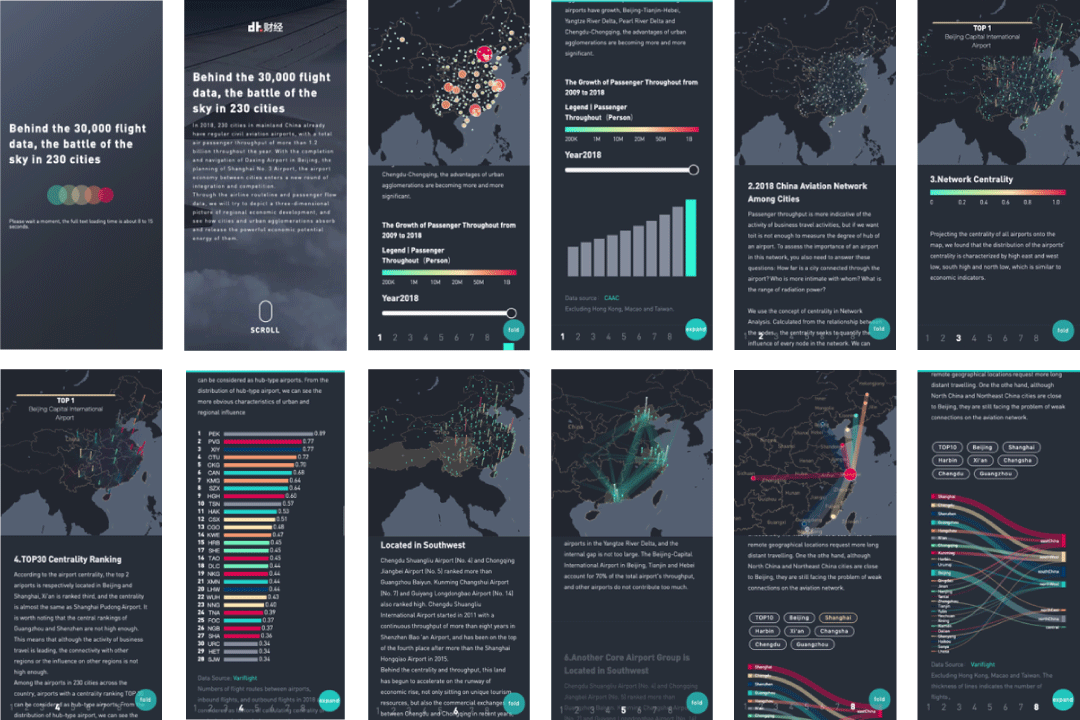 Behind the 30,000 flight
data, the battle of the
sky in 230 cities
Please wait a moment, the full text loading time is about 8 to 15
seconds.
财经
Behind the 30,000 flight
data, the battle of the
sky in 230 cities
In 2018, 230 cities in mainland China already
have regular civil aviation airports, with a total
air passenger throughput of more than 1.2
billion throughout the year. With the completion
and navigation of Daxing Airport in Beijing, the
planning of Shanghai No. 3 Airport, the airport
economy between cities enters a new round of
integration and competition.
Through the airline routeline and passenger flow
data, we will try to depict a three-dimensional
picture of regional economic development, and
see how cities and urban agglomerations absorb
and release the powerful economic potential
energy of them.
SCROLL
Chengdu-Chongqing, the advantages of urban
agglomerations are becoming more and more
significant.
The Growth of Passenger Throughput from
2009 to 2018
Legend | Passenger
Throughput (Person)
200K 1M 10M 20M 50M 1B
Year2018
1 2 3 4 5 6 7 8
fold
airports have growth, Beijing-Tianjin-Hebei,
Yangtze River Delta, Pearl River Delta and
Chengdu-Chongqing, the advantages of urban
agglomerations are becoming more and more
significant.
The Growth of Passenger Throughput from
2009 to 2018
Legend | Passenger
Throughput (Person)
200K 1M 10M 20M 50M 1B
Year2018
Data source : CAAC
Excluding Hong Kong, Macao and Taiwan.
1 2 3 4 5 6 7 8
expand
2.2018 China Aviation Network
Among Cities
Passenger throughput is more indicative of the
activity of business travel activities, but if we want
toit is not enough to measure the degree of hub of
an airport. To assess the importance of an airport
in this network, you also need to answer these
questions: How far is a city connected through the
airport? Who is more intimate with whom? What is
the range of radiation power?
We use the concept of centrality in Network
Analysis. Calculated from the relationship between
the nodes, the centrality seeks to quantify the
influence of every node in the network. We can
fold
TOP 1
Beijing Capital International
Airport
3.Network Centrality
0 0.2 0.4 0.6 0.8 1.0
Projecting the centrality of all airports onto the
map, we found that the distribution of the airports'
centrality is characterized by high east and west
low, south high and north low, which is similar to
economic indicators.
1 2 3 4 5 6 7 8
fold
TOP 1
Beijing Capital International
Airport
4.TOP30 Centrality Ranking
According to the airport centrality, the top 2
airports is respectively located in Beijing and
Shanghai, Xi'an is ranked third, and the centrality
is almost the same as Shanghai Pudong Airport. It
is worth noting that the central rankings of
Guangzhou and Shenzhen are not high enough.
This means that although the activity of business
travel is leading, the connectivity with other
regions or the influence on other regions is not
high enough.
Among the airports in 230 cities across the
country, airports with a centrality ranking TOP30
can be considered as hub-type airports. From the
distribution of hub-type airport, we can see the
fold
can be considered as hub-type airports. From the
distribution of hub-type airport, we can see the
more obvious characteristics of urban and
regional influence.
1 PEK 0.89
2 PVG 0.77
3 XIY 0.77
4 CTU 0.72
5 CKG 0.70
6 CAN 0.68
7 KMG 0.64
8 SZX 0.64
9 HGH 0.60
10 TSN 0.57
11 HAK 0.53
12 CSX 0.51
13 CGO 0.48
14 KWE 0.47
15 HRB 0.45
17 SHE 0.45
16 TAO 0.45
18 DLC 0.44
19 NKG 0.44
21 XMN 0.44
20 LHW 0.44
22 WUH 0.43
23 NNG 0.40
24 TNA 0.39
25 FOC 0.37
26 NGB 0.37
27 SHA 0.36
30 URC 0.34
29 HET 0.34
28 SJW 0.34
Data Source : Variflight
Numbers of flight routes between airports,
expand
Located in Southwest
Chengdu Shuangliu Airport (No. 4) and Chongqing
Jiangbei Airport (No. 5) ranked more than
Guangzhou Baiyun. Kunming Changshui Airport
(No. 7) and Guiyang Longdongbao Airport (No. 14)
also ranked high. Chengdu Shuangliu
International Airport started in 2011 with a
continuous throughput of more than eight years in
Shenzhen Bao 'an Airport, and has been on the top
of the fourth place after more than the Shanghai
Hongqiao Airport in 2015.
Behind the centrality and throughput, this land
has begun to accelerate on the runway of
economic rise, not only sitting on unique tourism
resources, but also the commercial exchanges
between Chengdu and Chongqing in recent years,
fold
airports in the Yangtze River Delta, and the
internal gap is not too large. The Beijing-Capital
International Airport in Beijing, Tianjin and Hebei
account for 70% of the total airport's throughput,
and other airports do not contribute too much.
6.Another Core Airport Group is
Located in Southwest
Chengdu Shuangliu Airport (No. 4) and Chongqing
Jiangbei Airport (No. 5) ranked more than
fold
remote geographical locations request more long
distant travelling. One the othe hand, although
North China and Northeast China cities are close
to Beijing, they are still facing the problem of weak
connections on the aviation network.
TOP10 Beijing Shanghai
Harbin Xi'an Changsha
Chengdu Guangzhou
fold
remote geographical locations request more long
distant travelling. One the othe hand, although
North China and Northeast China cities are close
to Beijing, they are still facing the problem of weak
connections on the aviation network.
TOP10 Beijing Shanghai
Harbin Xi'an Changsha
Chengdu Guangzhou
Shanghai
Chengdu
Shenzhen
Guangzhou
Hangzhou
Xi'an
Chongqing
Kunming
Harbin
Urumqi
Beijing
eastChina
southWest
southChina
northWest
northEast
northChina
central
Data Source : Variflight
Excluding Hong Kong, Macao and Taiwan. The
thickness of lines indicates the number of
flights.
expand